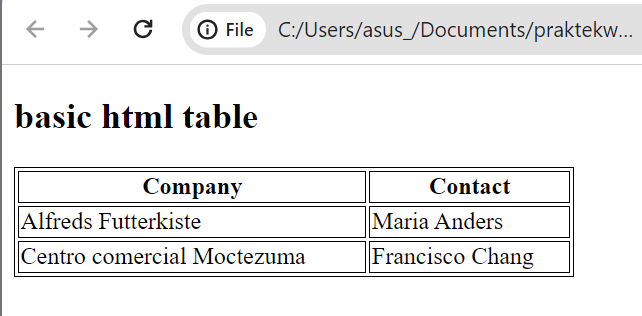 File C:/Users/asus_/Documents/praktekw...
basic html table
Company Contact
Alfreds Futterkiste Maria Anders
Centro comercial Moctezuma Francisco Chang